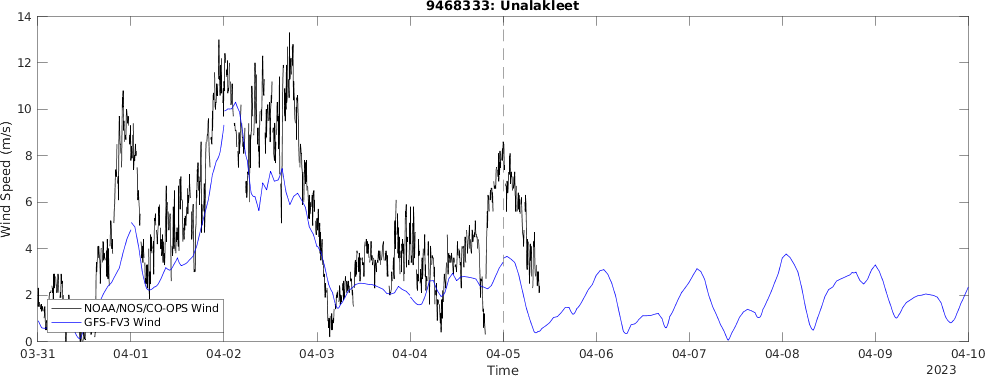 9468333: Unalakleet
14
12
10
8
6
4
2
0
Wind Speed (m/s)
NOAA/NOS/CO-OPS Wind
GFS-FV3 Wind
03-31 04-01 04-02 04-03 04-04 04-05 04-06 04-07 04-08 04-09 04-10
Time
2023